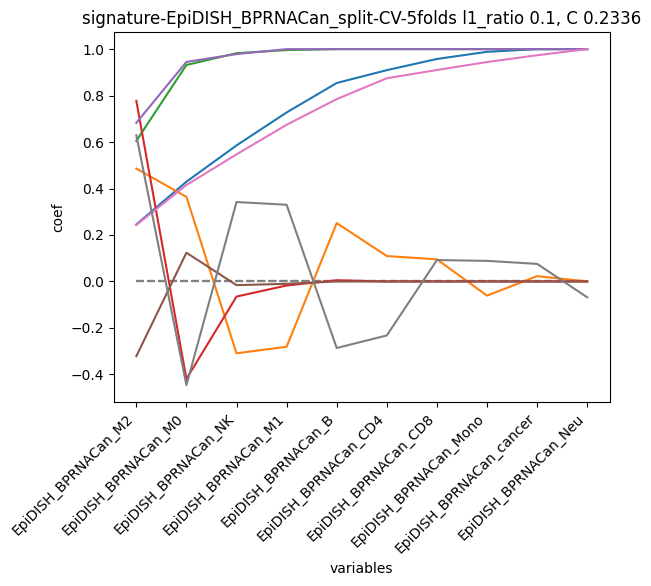 signature-EpiDISH_BPRNACan_split-CV-5folds l1_ratio 0.1, C 0.2336
1.0
0.8
0.6
0.4
0.2
0.0
−0.2
−0.4
coef
EpiDISH_BPRNACan_M2
EpiDISH_BPRNACan_M0
EpiDISH_BPRNACan_NK
EpiDISH_BPRNACan_M1
EpiDISH_BPRNACan_B
EpiDISH_BPRNACan_CD4
EpiDISH_BPRNACan_CD8
EpiDISH_BPRNACan_Mono
EpiDISH_BPRNACan_cancer
EpiDISH_BPRNACan_Neu
variables